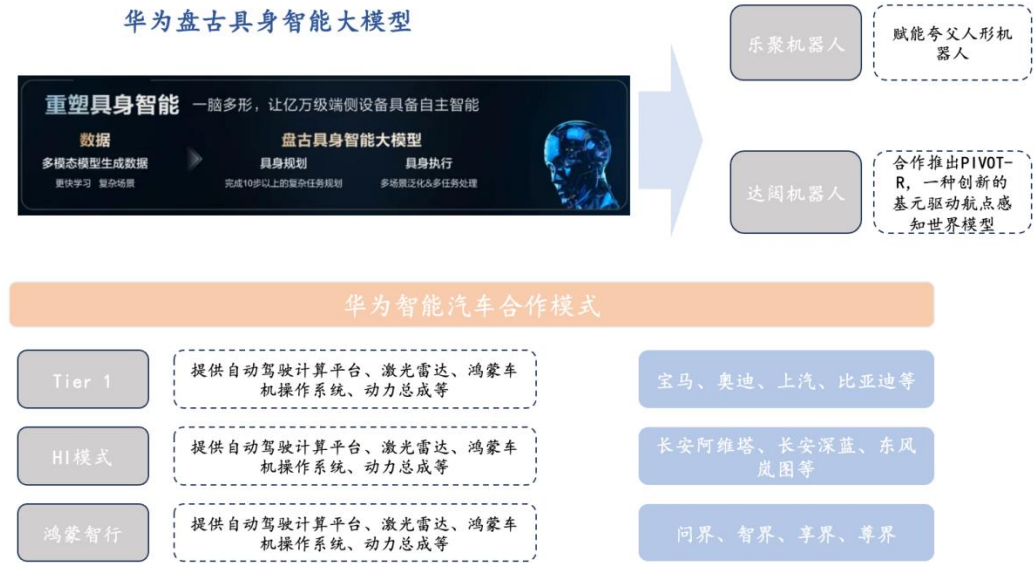 华为盘古具身智能大模型
重塑具身智能 一脑多形，让亿万级端侧设备具备自主智能
数据
多模态模型生成数据
更快学习 复杂场景
盘古具身智能大模型
具身规划 具身执行
完成10步以上的复杂任务规划 多场景泛化&多任务处理
乐聚机器人
赋能夸父人形机
器人
达闼机器人
合作推出PIVOT-
R，一种创新的
基元驱动航点感
知世界模型
华为智能汽车合作模式
Tier 1
提供自动驾驶计算平台、激光雷达、鸿蒙车
机操作系统、动力总成等
宝马、奥迪、上汽、比亚迪等
HI模式
提供自动驾驶计算平台、激光雷达、鸿蒙车
机操作系统、动力总成等
长安阿维塔、长安深蓝、东风
岚图等
鸿蒙智行
提供自动驾驶计算平台、激光雷达、鸿蒙车
机操作系统、动力总成等
问界、智界、享界、尊界